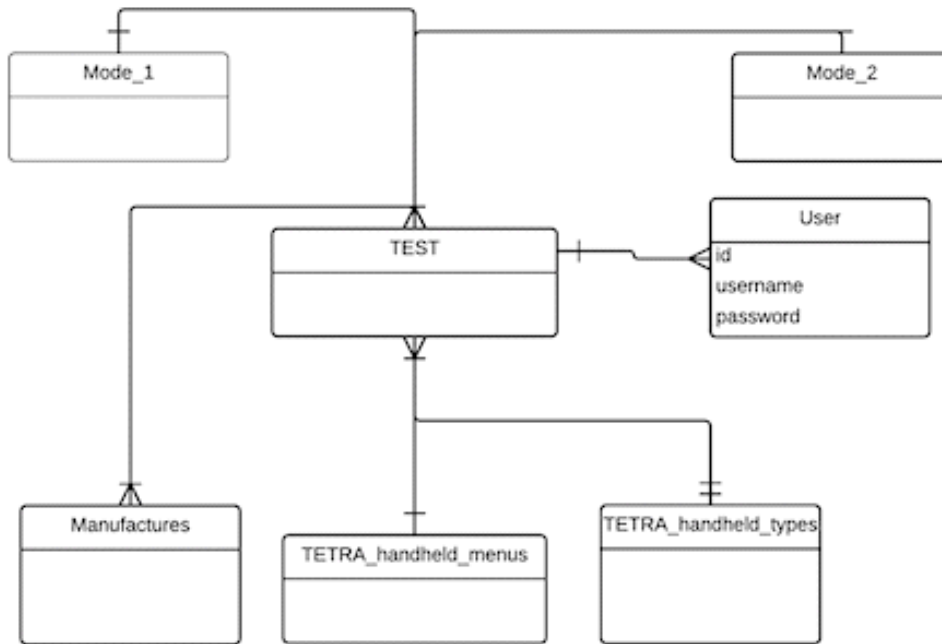 Mode_1
Mode_2
TEST
User
id
username
password
Manufactures
TETRA_handheld_menus
TETRA_handheld_types